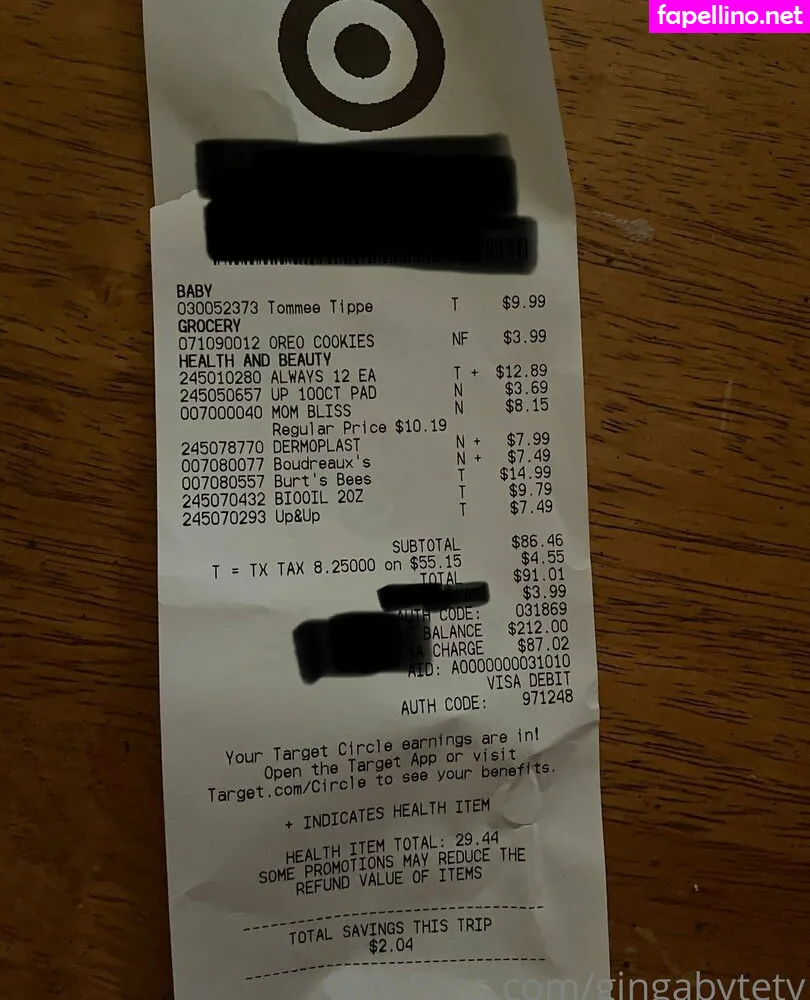 fapellino.net
BABY
030052373 Tommee Tippe T $9.99
GROCERY
071090012 OREO COOKIES NF $3.99
HEALTH AND BEAUTY
245010280 ALWAYS 12 EA T + $12.89
245050657 UP 100CT PAD N $3.69
007000040 MOM BLISS N $8.15
Regular Price $10.19
245078770 DERMOPLAST N + $7.99
007080077 Boudreaux's N + $7.49
007080557 Burt's Bees T $14.99
245070432 BIOOIL 2OZ T $9.79
245070293 Up&Up T $7.49
SUBTOTAL $86.46
T = TX TAX 8.25000 on $55.15 $4.55
TOTAL $91.01
$3.99
AUTH CODE: 031869
BALANCE $212.00
CHARGE $87.02
AID: A0000000031010
VISA DEBIT
AUTH CODE: 971248
Your Target Circle earnings are in!
Open the Target App or visit
Target.com/Circle to see your benefits.
+ INDICATES HEALTH ITEM
HEALTH ITEM TOTAL: 29.44
SOME PROMOTIONS MAY REDUCE THE
REFUND VALUE OF ITEMS
TOTAL SAVINGS THIS TRIP
$2.04
.com/gingabytetv